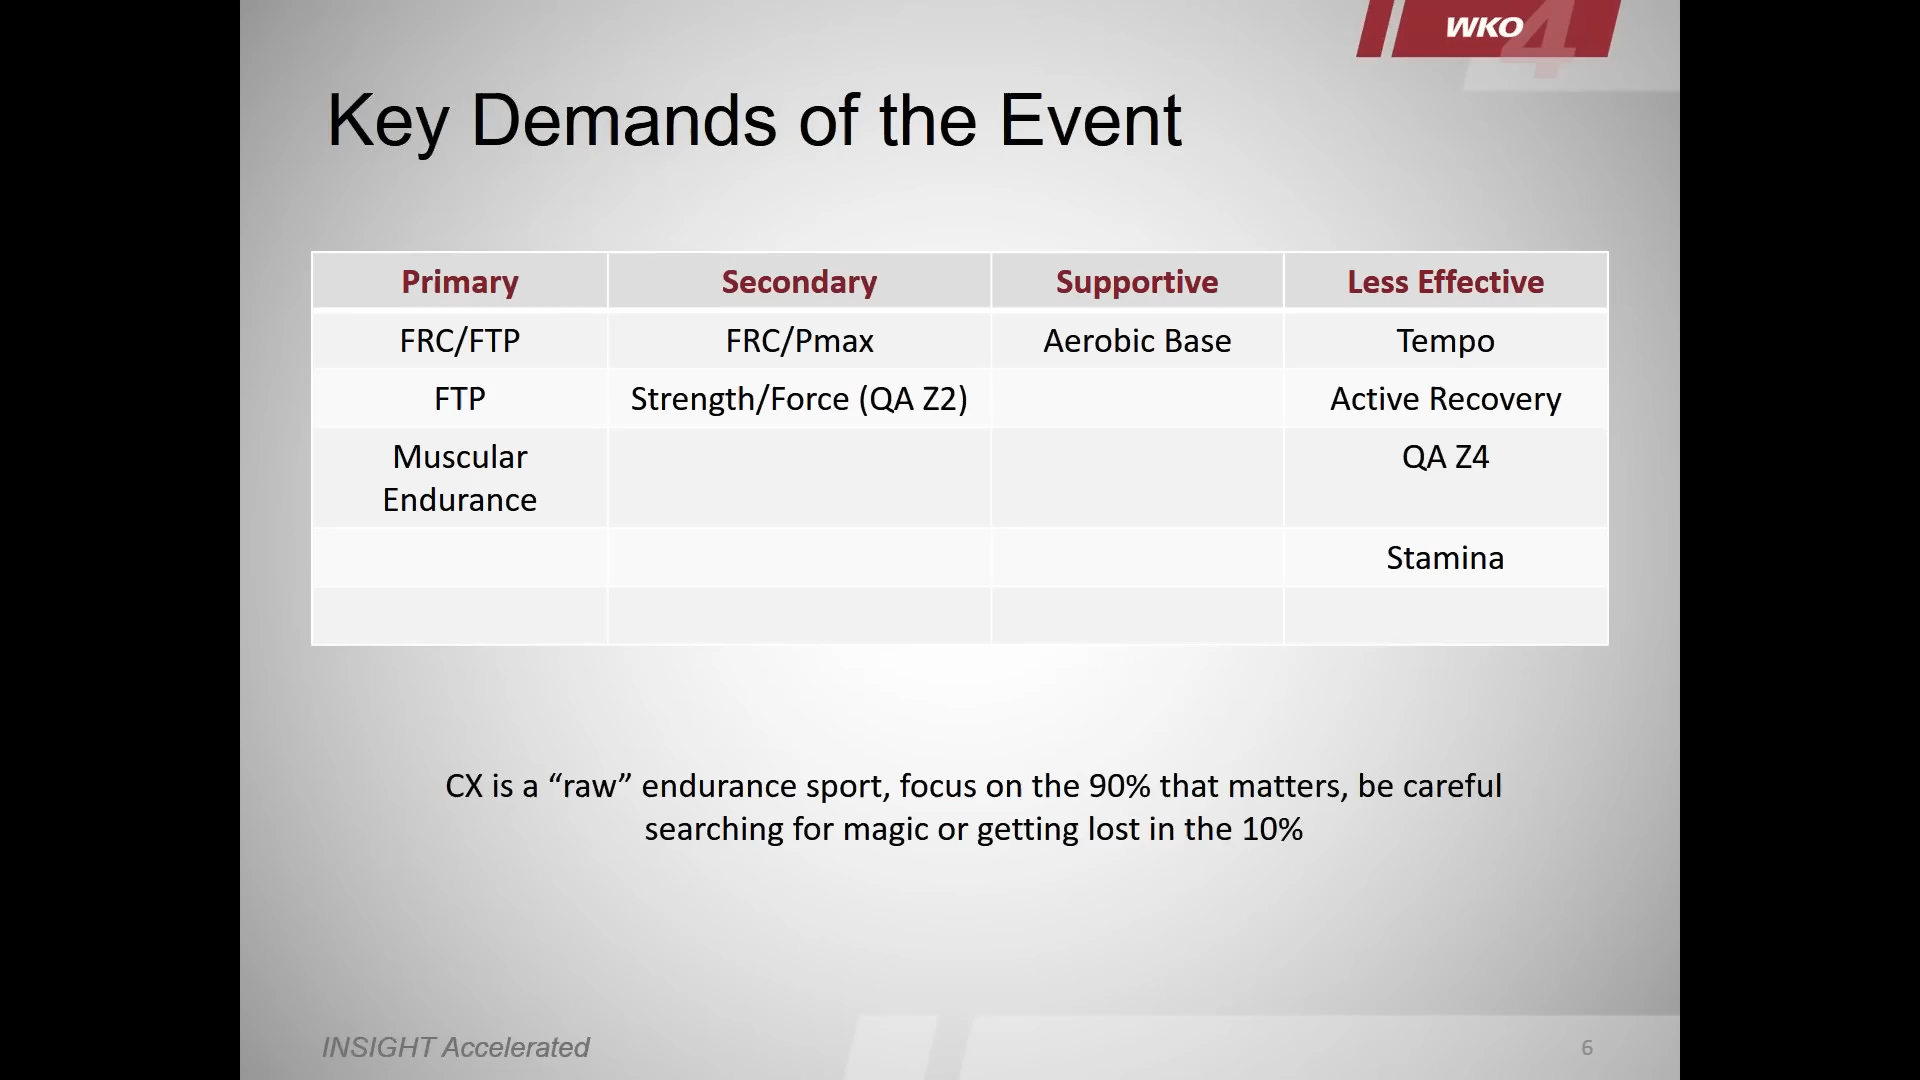 WKO 4
Key Demands of the Event
Primary Secondary Supportive Less Effective
FRC/FTP FRC/Pmax Aerobic Base Tempo
FTP Strength/Force (QA Z2) Active Recovery
Muscular QA Z4
Endurance
Stamina
CX is a “raw” endurance sport, focus on the 90% that matters, be careful
searching for magic or getting lost in the 10%
INSIGHT Accelerated 6